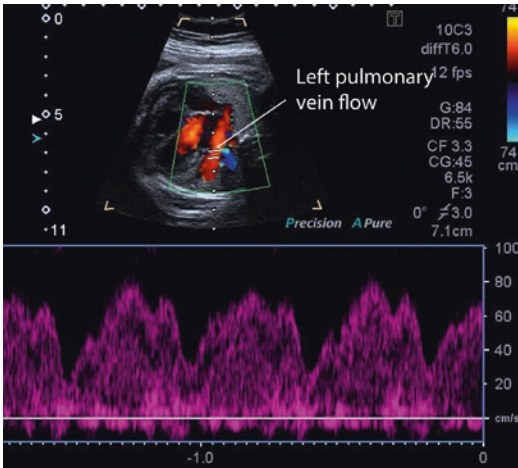 74
0
T
10C3
diffT6.0
12 fps
Left pulmonary
vein flow
5
G:84
DR:55
CF 3.3
CG:45
6.5k
F:3
74
cm/s
0° 3.0
7.1cm
11
Precision APure
100
80
60
40
20
cm/s
-1.0
0